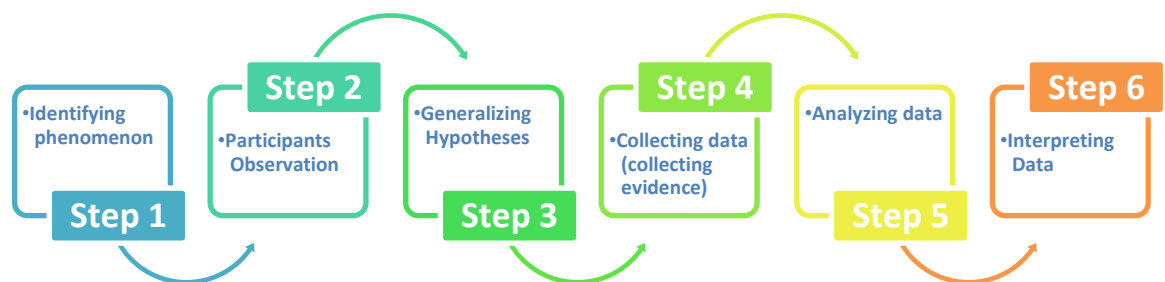 Step 1
•Identifying
phenomenon
Step 2
•Participants
Observation
Step 3
•Generalizing
Hypotheses
Step 4
•Collecting data
(collecting
evidence)
Step 5
•Analyzing data
Step 6
•Interpreting
Data